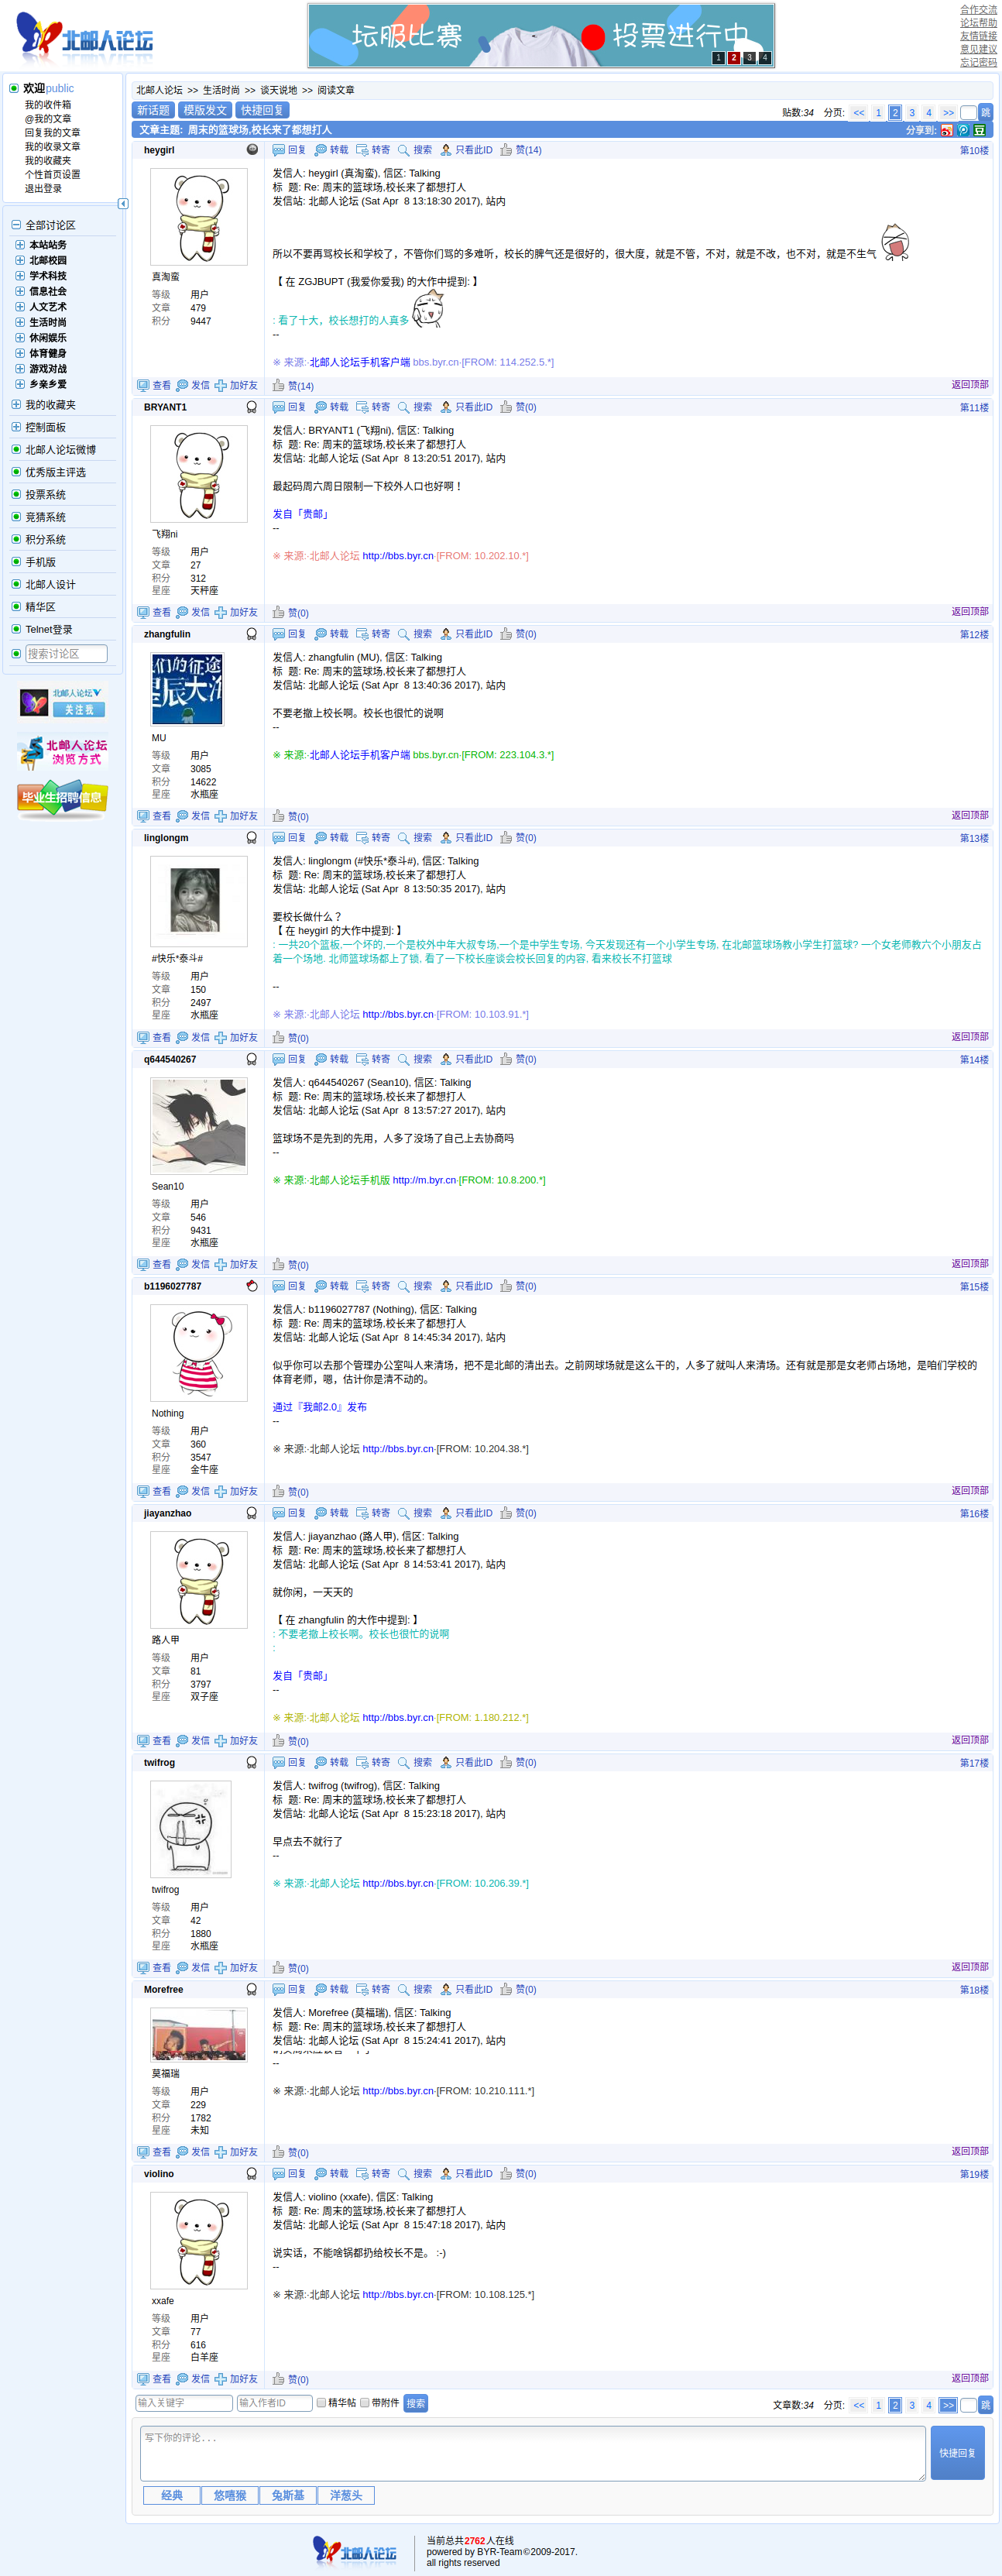 北邮人论坛
坛服比赛 投票进行中
1 2 3 4
合作交流
论坛帮助
友情链接
意见建议
忘记密码
欢迎public
我的收件箱
@我的文章
回复我的文章
我的收录文章
我的收藏夹
个性首页设置
退出登录
全部讨论区
本站站务
北邮校园
学术科技
信息社会
人文艺术
生活时尚
休闲娱乐
体育健身
游戏对战
乡亲乡爱
我的收藏夹
控制面板
北邮人论坛微博
优秀版主评选
投票系统
竞猜系统
积分系统
手机版
北邮人设计
精华区
Telnet登录
搜索讨论区
北邮人论坛
关注我
北邮人论坛
浏览方式
毕业生招聘信息
北邮人论坛 >> 生活时尚 >> 谈天说地 >> 阅读文章
新话题 模版发文 快捷回复
贴数:34 分页: << 1 2 3 4 >> 跳
文章主题: 周末的篮球场,校长来了都想打人 分享到:
heygirl 回复 转载 转寄 搜索 只看此ID 赞(14) 第10楼
真淘蛮
等级 用户
文章 479
积分 9447
发信人: heygirl (真淘蛮), 信区: Talking
标 题: Re: 周末的篮球场,校长来了都想打人
发信站: 北邮人论坛 (Sat Apr 8 13:18:30 2017), 站内
所以不要再骂校长和学校了，不管你们骂的多难听，校长的脾气还是很好的，很大度，就是不管，不对，就是不改，也不对，就是不生气
【 在 ZGJBUPT (我爱你爱我) 的大作中提到: 】
: 看了十大，校长想打的人真多
--
※ 来源:·北邮人论坛手机客户端 bbs.byr.cn·[FROM: 114.252.5.*]
查看 发信 加好友 赞(14) 返回顶部
BRYANT1 回复 转载 转寄 搜索 只看此ID 赞(0) 第11楼
飞翔ni
等级 用户
文章 27
积分 312
星座 天秤座
发信人: BRYANT1 (飞翔ni), 信区: Talking
标 题: Re: 周末的篮球场,校长来了都想打人
发信站: 北邮人论坛 (Sat Apr 8 13:20:51 2017), 站内
最起码周六周日限制一下校外人口也好啊！
发自「贵邮」
--
※ 来源:·北邮人论坛 http://bbs.byr.cn·[FROM: 10.202.10.*]
查看 发信 加好友 赞(0) 返回顶部
zhangfulin 回复 转载 转寄 搜索 只看此ID 赞(0) 第12楼
们的征途
星辰大海
MU
等级 用户
文章 3085
积分 14622
星座 水瓶座
发信人: zhangfulin (MU), 信区: Talking
标 题: Re: 周末的篮球场,校长来了都想打人
发信站: 北邮人论坛 (Sat Apr 8 13:40:36 2017), 站内
不要老撤上校长啊。校长也很忙的说啊
--
※ 来源:·北邮人论坛手机客户端 bbs.byr.cn·[FROM: 223.104.3.*]
查看 发信 加好友 赞(0) 返回顶部
linglongm 回复 转载 转寄 搜索 只看此ID 赞(0) 第13楼
#快乐*泰斗#
等级 用户
文章 150
积分 2497
星座 水瓶座
发信人: linglongm (#快乐*泰斗#), 信区: Talking
标 题: Re: 周末的篮球场,校长来了都想打人
发信站: 北邮人论坛 (Sat Apr 8 13:50:35 2017), 站内
要校长做什么？
【 在 heygirl 的大作中提到: 】
: 一共20个篮板,一个坏的,一个是校外中年大叔专场,一个是中学生专场, 今天发现还有一个小学生专场, 在北邮篮球场教小学生打篮球? 一个女老师教六个小朋友占
着一个场地. 北师篮球场都上了锁, 看了一下校长座谈会校长回复的内容, 看来校长不打篮球
--
※ 来源:·北邮人论坛 http://bbs.byr.cn·[FROM: 10.103.91.*]
查看 发信 加好友 赞(0) 返回顶部
q644540267 回复 转载 转寄 搜索 只看此ID 赞(0) 第14楼
Sean10
等级 用户
文章 546
积分 9431
星座 水瓶座
发信人: q644540267 (Sean10), 信区: Talking
标 题: Re: 周末的篮球场,校长来了都想打人
发信站: 北邮人论坛 (Sat Apr 8 13:57:27 2017), 站内
篮球场不是先到的先用，人多了没场了自己上去协商吗
--
※ 来源:·北邮人论坛手机版 http://m.byr.cn·[FROM: 10.8.200.*]
查看 发信 加好友 赞(0) 返回顶部
b1196027787 回复 转载 转寄 搜索 只看此ID 赞(0) 第15楼
Nothing
等级 用户
文章 360
积分 3547
星座 金牛座
发信人: b1196027787 (Nothing), 信区: Talking
标 题: Re: 周末的篮球场,校长来了都想打人
发信站: 北邮人论坛 (Sat Apr 8 14:45:34 2017), 站内
似乎你可以去那个管理办公室叫人来清场，把不是北邮的清出去。之前网球场就是这么干的，人多了就叫人来清场。还有就是那是女老师占场地，是咱们学校的
体育老师，嗯，估计你是清不动的。
通过『我邮2.0』发布
--
※ 来源:·北邮人论坛 http://bbs.byr.cn·[FROM: 10.204.38.*]
查看 发信 加好友 赞(0) 返回顶部
jiayanzhao 回复 转载 转寄 搜索 只看此ID 赞(0) 第16楼
路人甲
等级 用户
文章 81
积分 3797
星座 双子座
发信人: jiayanzhao (路人甲), 信区: Talking
标 题: Re: 周末的篮球场,校长来了都想打人
发信站: 北邮人论坛 (Sat Apr 8 14:53:41 2017), 站内
就你闲，一天天的
【 在 zhangfulin 的大作中提到: 】
: 不要老撤上校长啊。校长也很忙的说啊
:
发自「贵邮」
--
※ 来源:·北邮人论坛 http://bbs.byr.cn·[FROM: 1.180.212.*]
查看 发信 加好友 赞(0) 返回顶部
twifrog 回复 转载 转寄 搜索 只看此ID 赞(0) 第17楼
twifrog
等级 用户
文章 42
积分 1880
星座 水瓶座
发信人: twifrog (twifrog), 信区: Talking
标 题: Re: 周末的篮球场,校长来了都想打人
发信站: 北邮人论坛 (Sat Apr 8 15:23:18 2017), 站内
早点去不就行了
--
※ 来源:·北邮人论坛 http://bbs.byr.cn·[FROM: 10.206.39.*]
查看 发信 加好友 赞(0) 返回顶部
Morefree 回复 转载 转寄 搜索 只看此ID 赞(0) 第18楼
莫福瑞
等级 用户
文章 229
积分 1782
星座 未知
发信人: Morefree (莫福瑞), 信区: Talking
标 题: Re: 周末的篮球场,校长来了都想打人
发信站: 北邮人论坛 (Sat Apr 8 15:24:41 2017), 站内
--
※ 来源:·北邮人论坛 http://bbs.byr.cn·[FROM: 10.210.111.*]
查看 发信 加好友 赞(0) 返回顶部
violino 回复 转载 转寄 搜索 只看此ID 赞(0) 第19楼
xxafe
等级 用户
文章 77
积分 616
星座 白羊座
发信人: violino (xxafe), 信区: Talking
标 题: Re: 周末的篮球场,校长来了都想打人
发信站: 北邮人论坛 (Sat Apr 8 15:47:18 2017), 站内
说实话，不能啥锅都扔给校长不是。 :-)
--
※ 来源:·北邮人论坛 http://bbs.byr.cn·[FROM: 10.108.125.*]
查看 发信 加好友 赞(0) 返回顶部
输入关键字 输入作者ID 精华帖 带附件 搜索
文章数:34 分页: << 1 2 3 4 >> 跳
写下你的评论...
快捷回复
经典 悠嘻猴 兔斯基 洋葱头
北邮人论坛
当前总共2762人在线
powered by BYR-Team©2009-2017.
all rights reserved